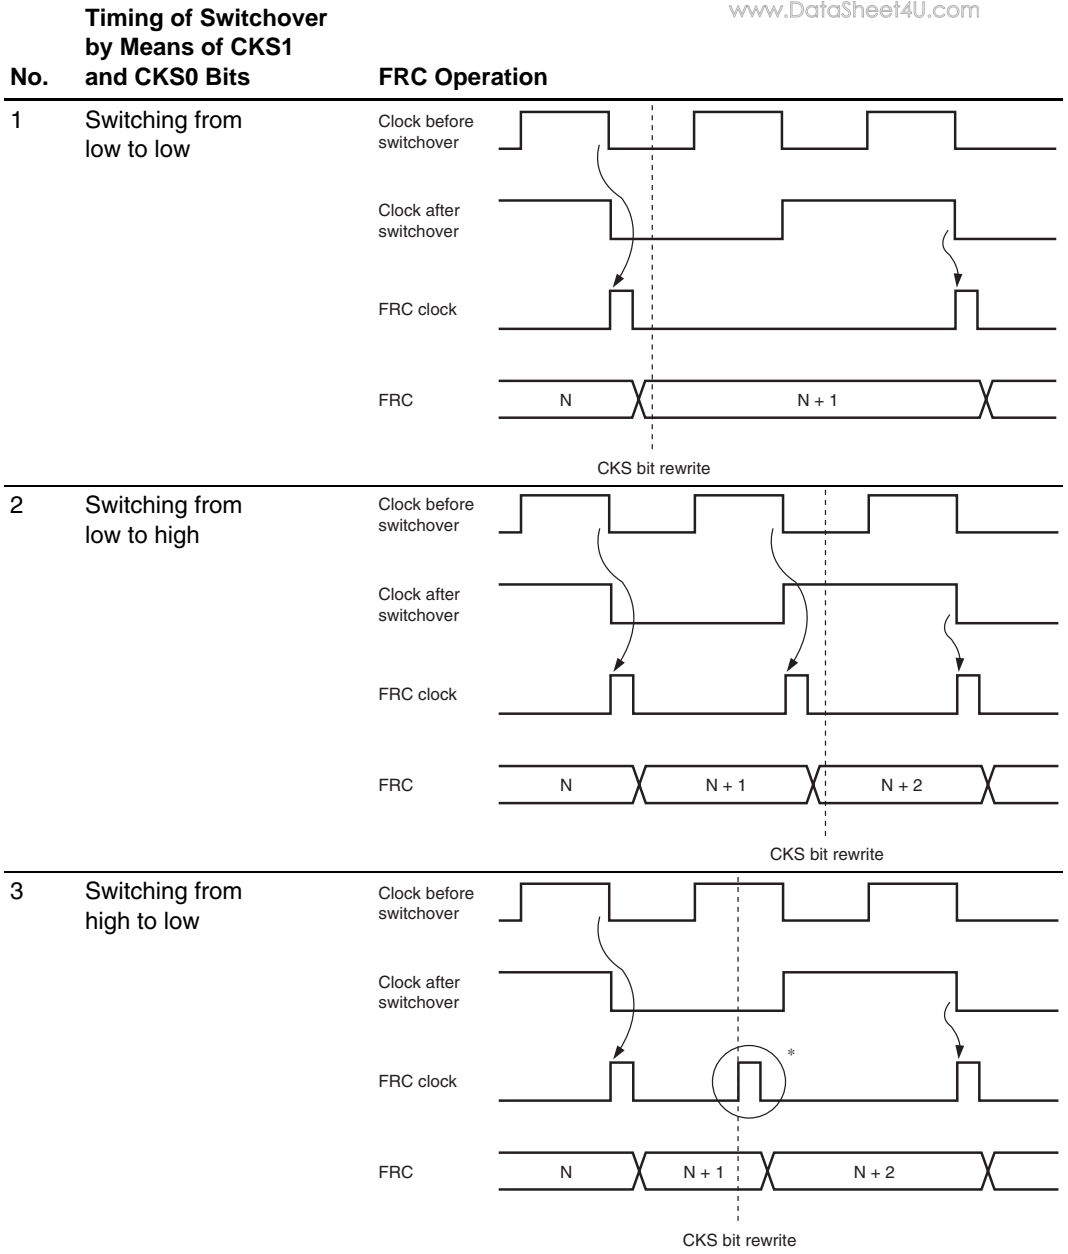 www.DataSheet4U.com
Timing of Switchover
by Means of CKS1
No. and CKS0 Bits FRC Operation
1 Switching from
low to low
Clock before
switchover
Clock after
switchover
FRC clock
FRC N N + 1
CKS bit rewrite
2 Switching from
low to high
Clock before
switchover
Clock after
switchover
FRC clock
FRC N N + 1 N + 2
CKS bit rewrite
3 Switching from
high to low
Clock before
switchover
Clock after
switchover
*
FRC clock
FRC N N + 1 N + 2
CKS bit rewrite